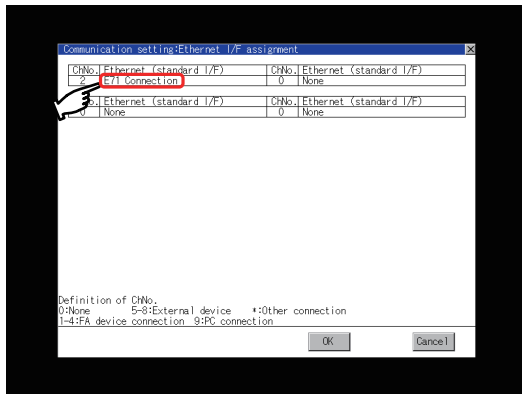 Communication setting:Ethernet I/F assignment
ChNo. Ethernet (standard I/F) ChNo. Ethernet (standard I/F)
2 E71 Connection 0 None
o. Ethernet (standard I/F) ChNo. Ethernet (standard I/F)
0 None 0 None
Definition of ChNo.
0:None 5-8:External device *:Other connection
1-4:FA device connection 9:PC connection
OK Cancel